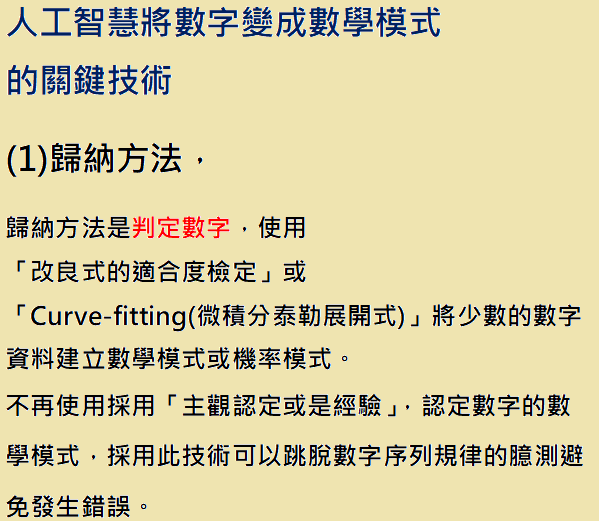 人工智慧將數字變成數學模式
的關鍵技術
(1)歸納方法，
歸納方法是判定數字，使用
「改良式的適合度檢定」或
「Curve-fitting(微積分泰勒展開式)」將少數的數字
資料建立數學模式或機率模式。
不再使用採用「主觀認定或是經驗」，認定數字的數
學模式，採用此技術可以跳脫數字序列規律的臆測避
免發生錯誤。